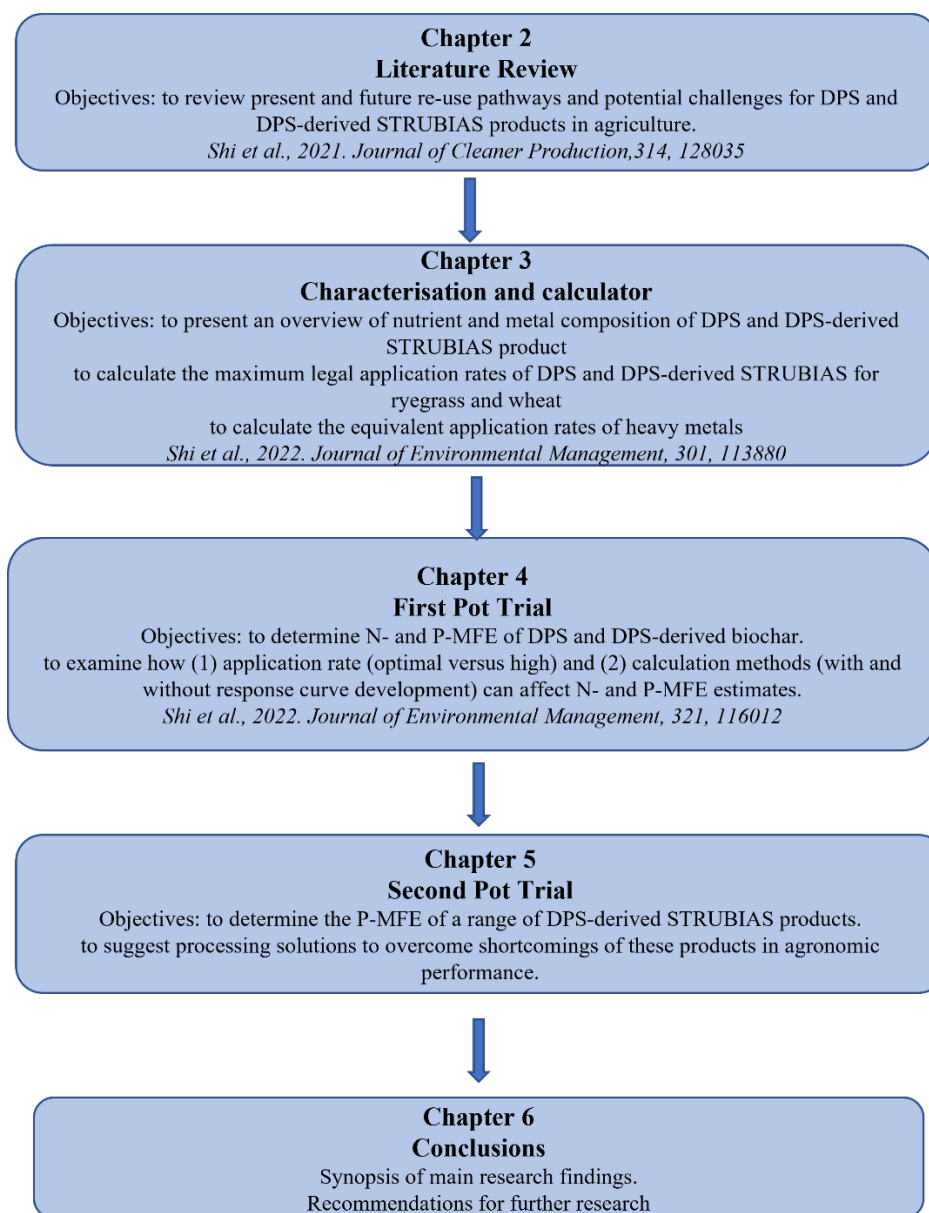 Chapter 2
Literature Review
Objectives: to review present and future re-use pathways and potential challenges for DPS and
DPS-derived STRUBIAS products in agriculture.
Shi et al., 2021. Journal of Cleaner Production,314, 128035
Chapter 3
Characterisation and calculator
Objectives: to present an overview of nutrient and metal composition of DPS and DPS-derived
STRUBIAS product
to calculate the maximum legal application rates of DPS and DPS-derived STRUBIAS for
ryegrass and wheat
to calculate the equivalent application rates of heavy metals
Shi et al., 2022. Journal of Environmental Management, 301, 113880
Chapter 4
First Pot Trial
Objectives: to determine N- and P-MFE of DPS and DPS-derived biochar.
to examine how (1) application rate (optimal versus high) and (2) calculation methods (with and
without response curve development) can affect N- and P-MFE estimates.
Shi et al., 2022. Journal of Environmental Management, 321, 116012
Chapter 5
Second Pot Trial
Objectives: to determine the P-MFE of a range of DPS-derived STRUBIAS products.
to suggest processing solutions to overcome shortcomings of these products in agronomic
performance.
Chapter 6
Conclusions
Synopsis of main research findings.
Recommendations for further research